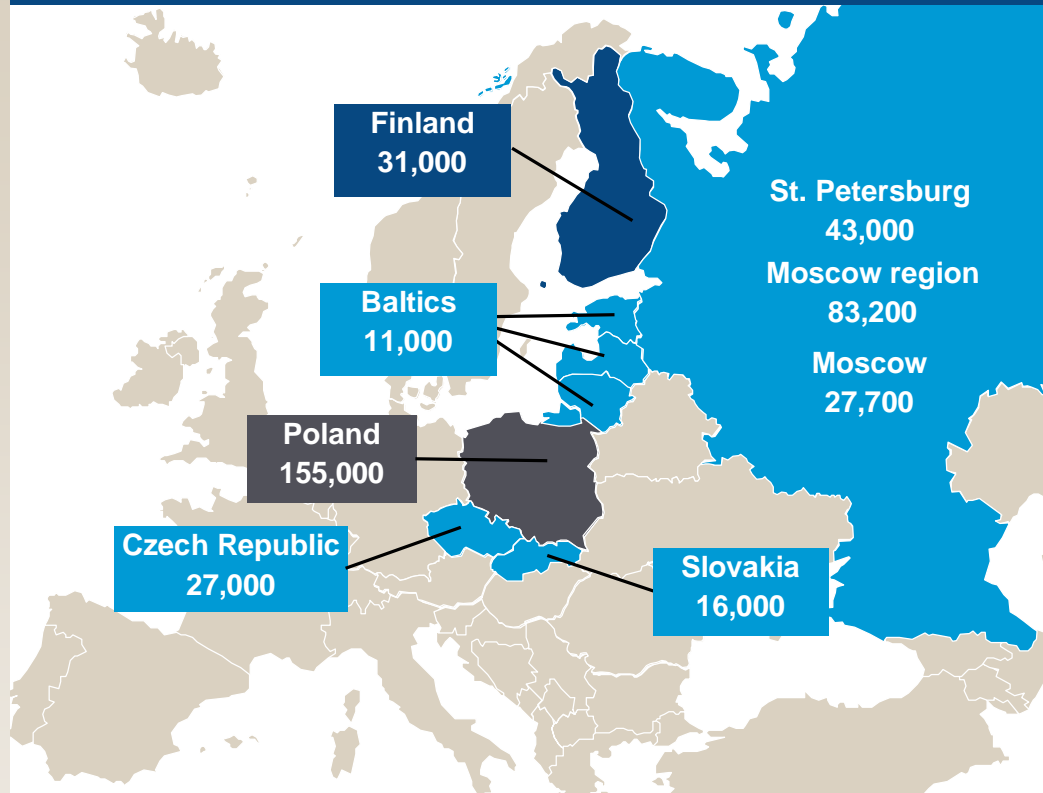 Finland
31,000
St. Petersburg
43,000
Moscow region
83,200
Moscow
27,700
Baltics
11,000
Poland
155,000
Czech Republic
27,000
Slovakia
16,000